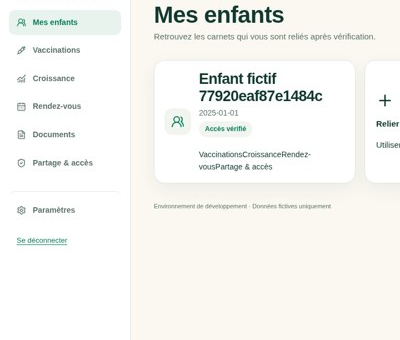 Mes enfants
Vaccinations
Croissance
Rendez-vous
Documents
Partage & accès
Paramètres
Se déconnecter
Mes enfants
Retrouvez les carnets qui vous sont reliés après vérification.
Enfant fictif
77920eaf87e1484c
2025-01-01
Accès vérifié
VaccinationsCroissanceRendez-
vousPartage & accès
Relier
Utiliser
Environnement de développement · Données fictives uniquement.